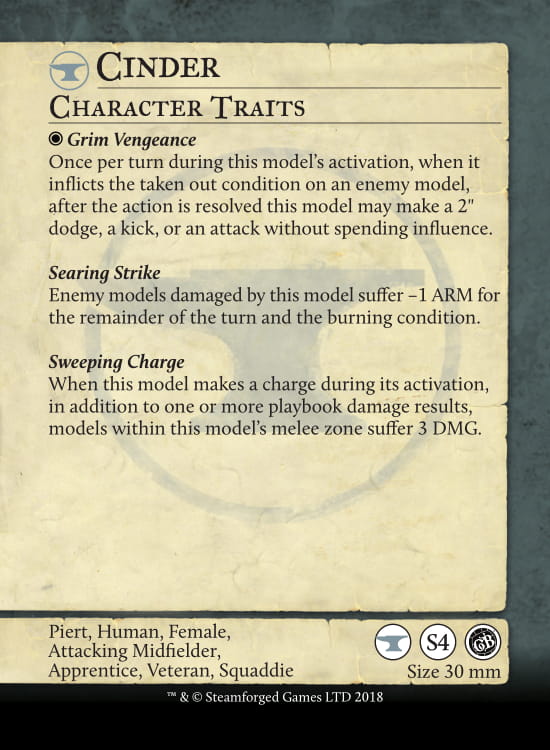 Cinder
Character Traits
Grim Vengeance
Once per turn during this model's activation, when it
inflicts the taken out condition on an enemy model,
after the action is resolved this model may make a 2"
dodge, a kick, or an attack without spending influence.
Searing Strike
Enemy models damaged by this model suffer −1 ARM for
the remainder of the turn and the burning condition.
Sweeping Charge
When this model makes a charge during its activation,
in addition to one or more playbook damage results,
models within this model's melee zone suffer 3 DMG.
Piert, Human, Female,
Attacking Midfielder,
Apprentice, Veteran, Squaddie
S4
GB
Size 30 mm
™ & © Steamforged Games LTD 2018